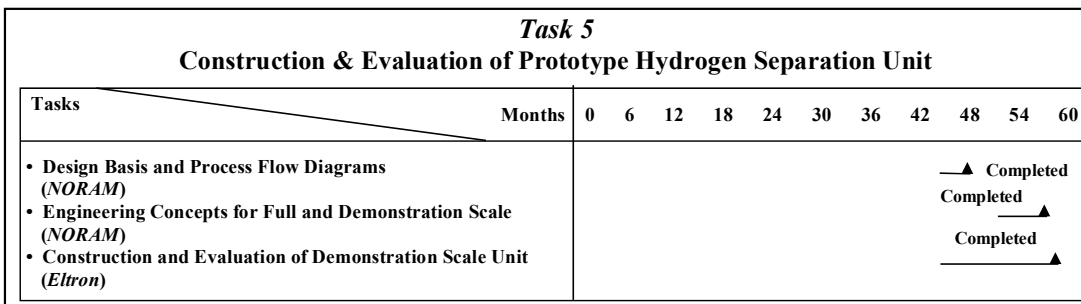 Task 5
Construction & Evaluation of Prototype Hydrogen Separation Unit
Tasks
Months 0 6 12 18 24 30 36 42 48 54 60
• Design Basis and Process Flow Diagrams
(NORAM)
Completed
• Engineering Concepts for Full and Demonstration Scale
(NORAM)
Completed
• Construction and Evaluation of Demonstration Scale Unit
(Eltron)
Completed